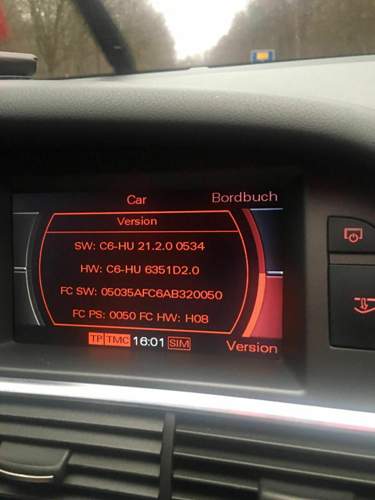 Car
Bordbuch
Version
SW: C6-HU 21.2.0 0534
HW: C6-HU 6351D2.0
FC SW: 05035AFC6AB320050
FC PS: 0050 FC HW: H08
TP TMC 16:01 SIM
Version